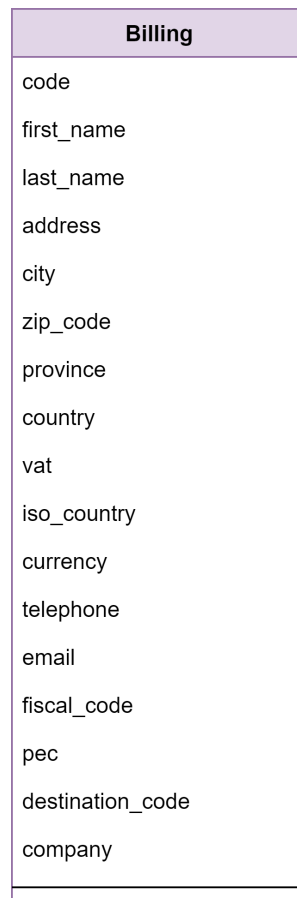 Billing
code
first_name
last_name
address
city
zip_code
province
country
vat
iso_country
currency
telephone
email
fiscal_code
pec
destination_code
company